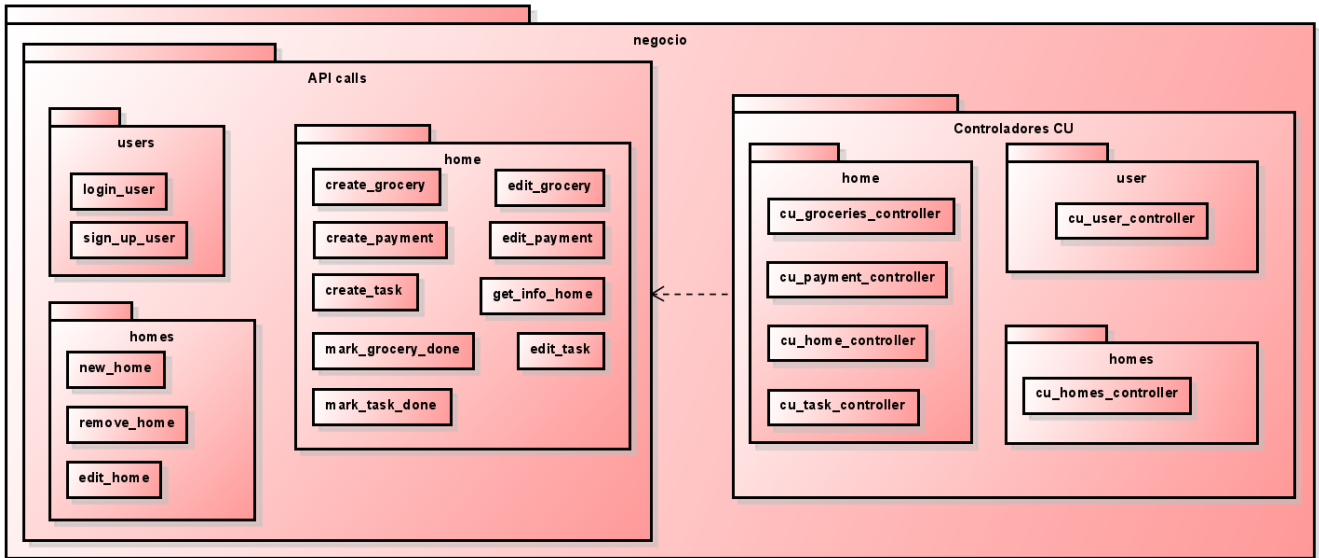 negocio
API calls
users
login_user
sign_up_user
homes
new_home
remove_home
edit_home
home
create_grocery
edit_grocery
create_payment
edit_payment
create_task
get_info_home
mark_grocery_done
edit_task
mark_task_done
Controladores CU
home
cu_groceries_controller
cu_payment_controller
cu_home_controller
cu_task_controller
user
cu_user_controller
homes
cu_homes_controller